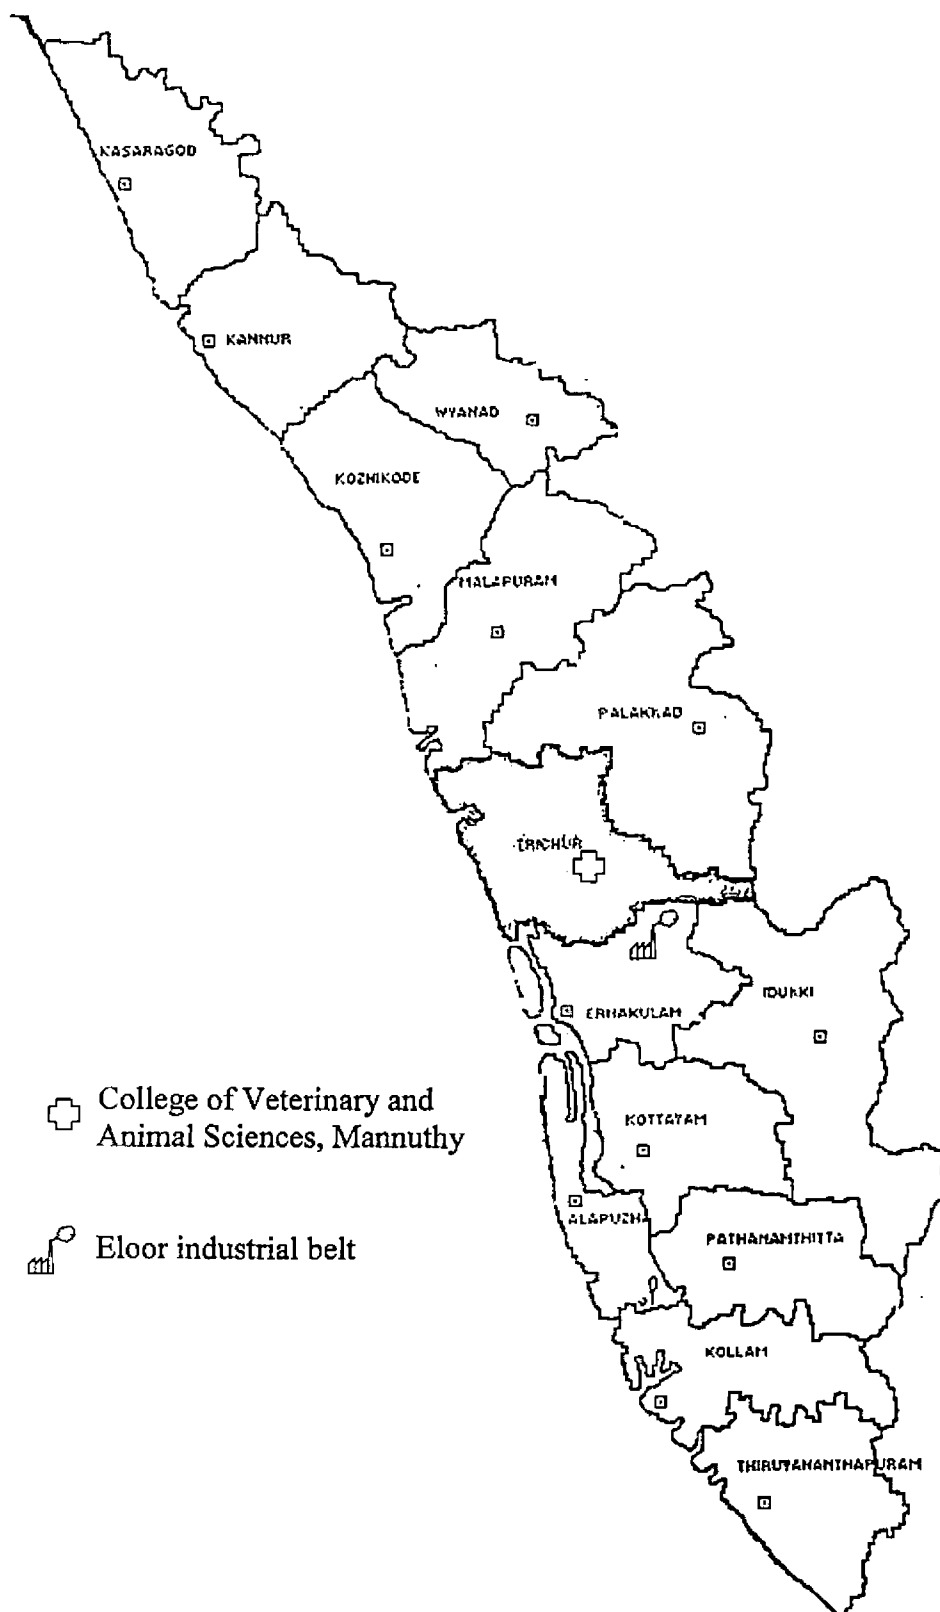 KASARAGOD
KANNUR
WYANAD
KOZHIKODE
MALAPURAM
PALAKKAD
TRICHUR
IDUKKI
ERNAKULAM
College of Veterinary and
Animal Sciences, Mannuthy
KOTTAYAM
ALAPUZHA
PATHANAMTHITTA
Eloor industrial belt
KOLLAM
THIRUVANANTHAPURAM